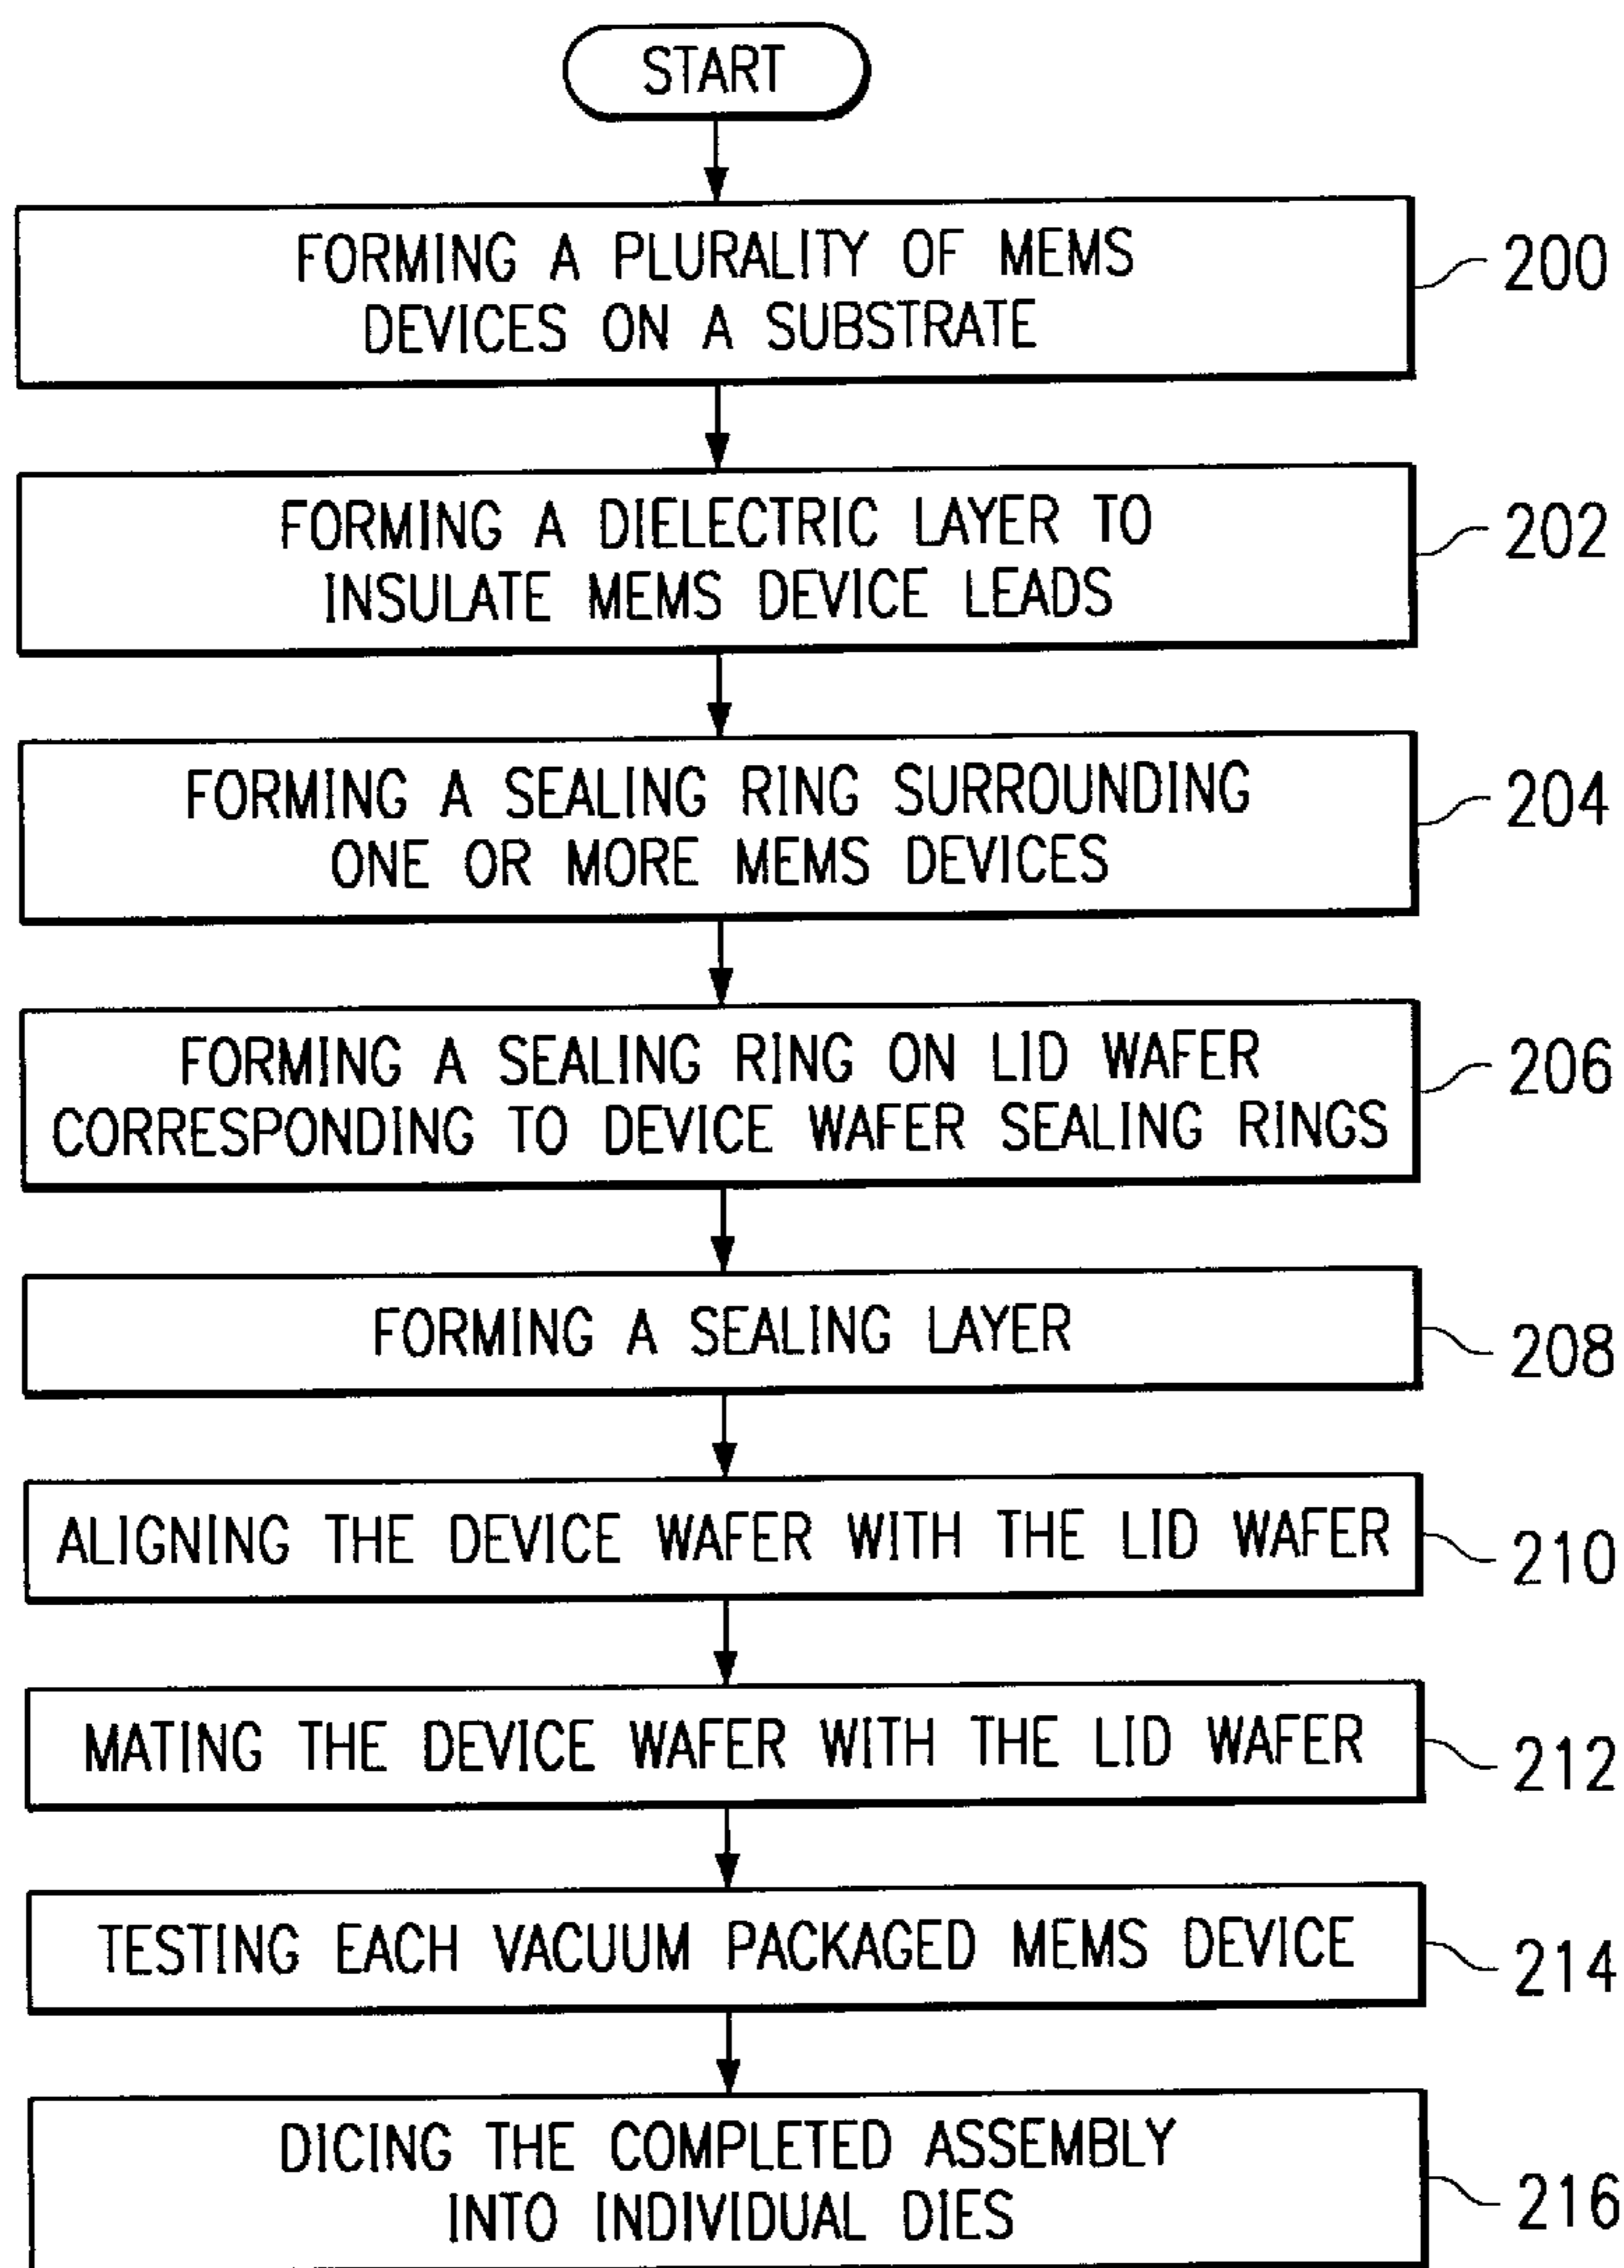 START
FORMING A PLURALITY OF MEMS
DEVICES ON A SUBSTRATE
200
FORMING A DIELECTRIC LAYER TO
INSULATE MEMS DEVICE LEADS
202
FORMING A SEALING RING SURROUNDING
ONE OR MORE MEMS DEVICES
204
FORMING A SEALING RING ON LID WAFER
CORRESPONDING TO DEVICE WAFER SEALING RINGS
206
FORMING A SEALING LAYER
208
ALIGNING THE DEVICE WAFER WITH THE LID WAFER
210
MATING THE DEVICE WAFER WITH THE LID WAFER
212
TESTING EACH VACUUM PACKAGED MEMS DEVICE
214
DICING THE COMPLETED ASSEMBLY
INTO INDIVIDUAL DIES
216